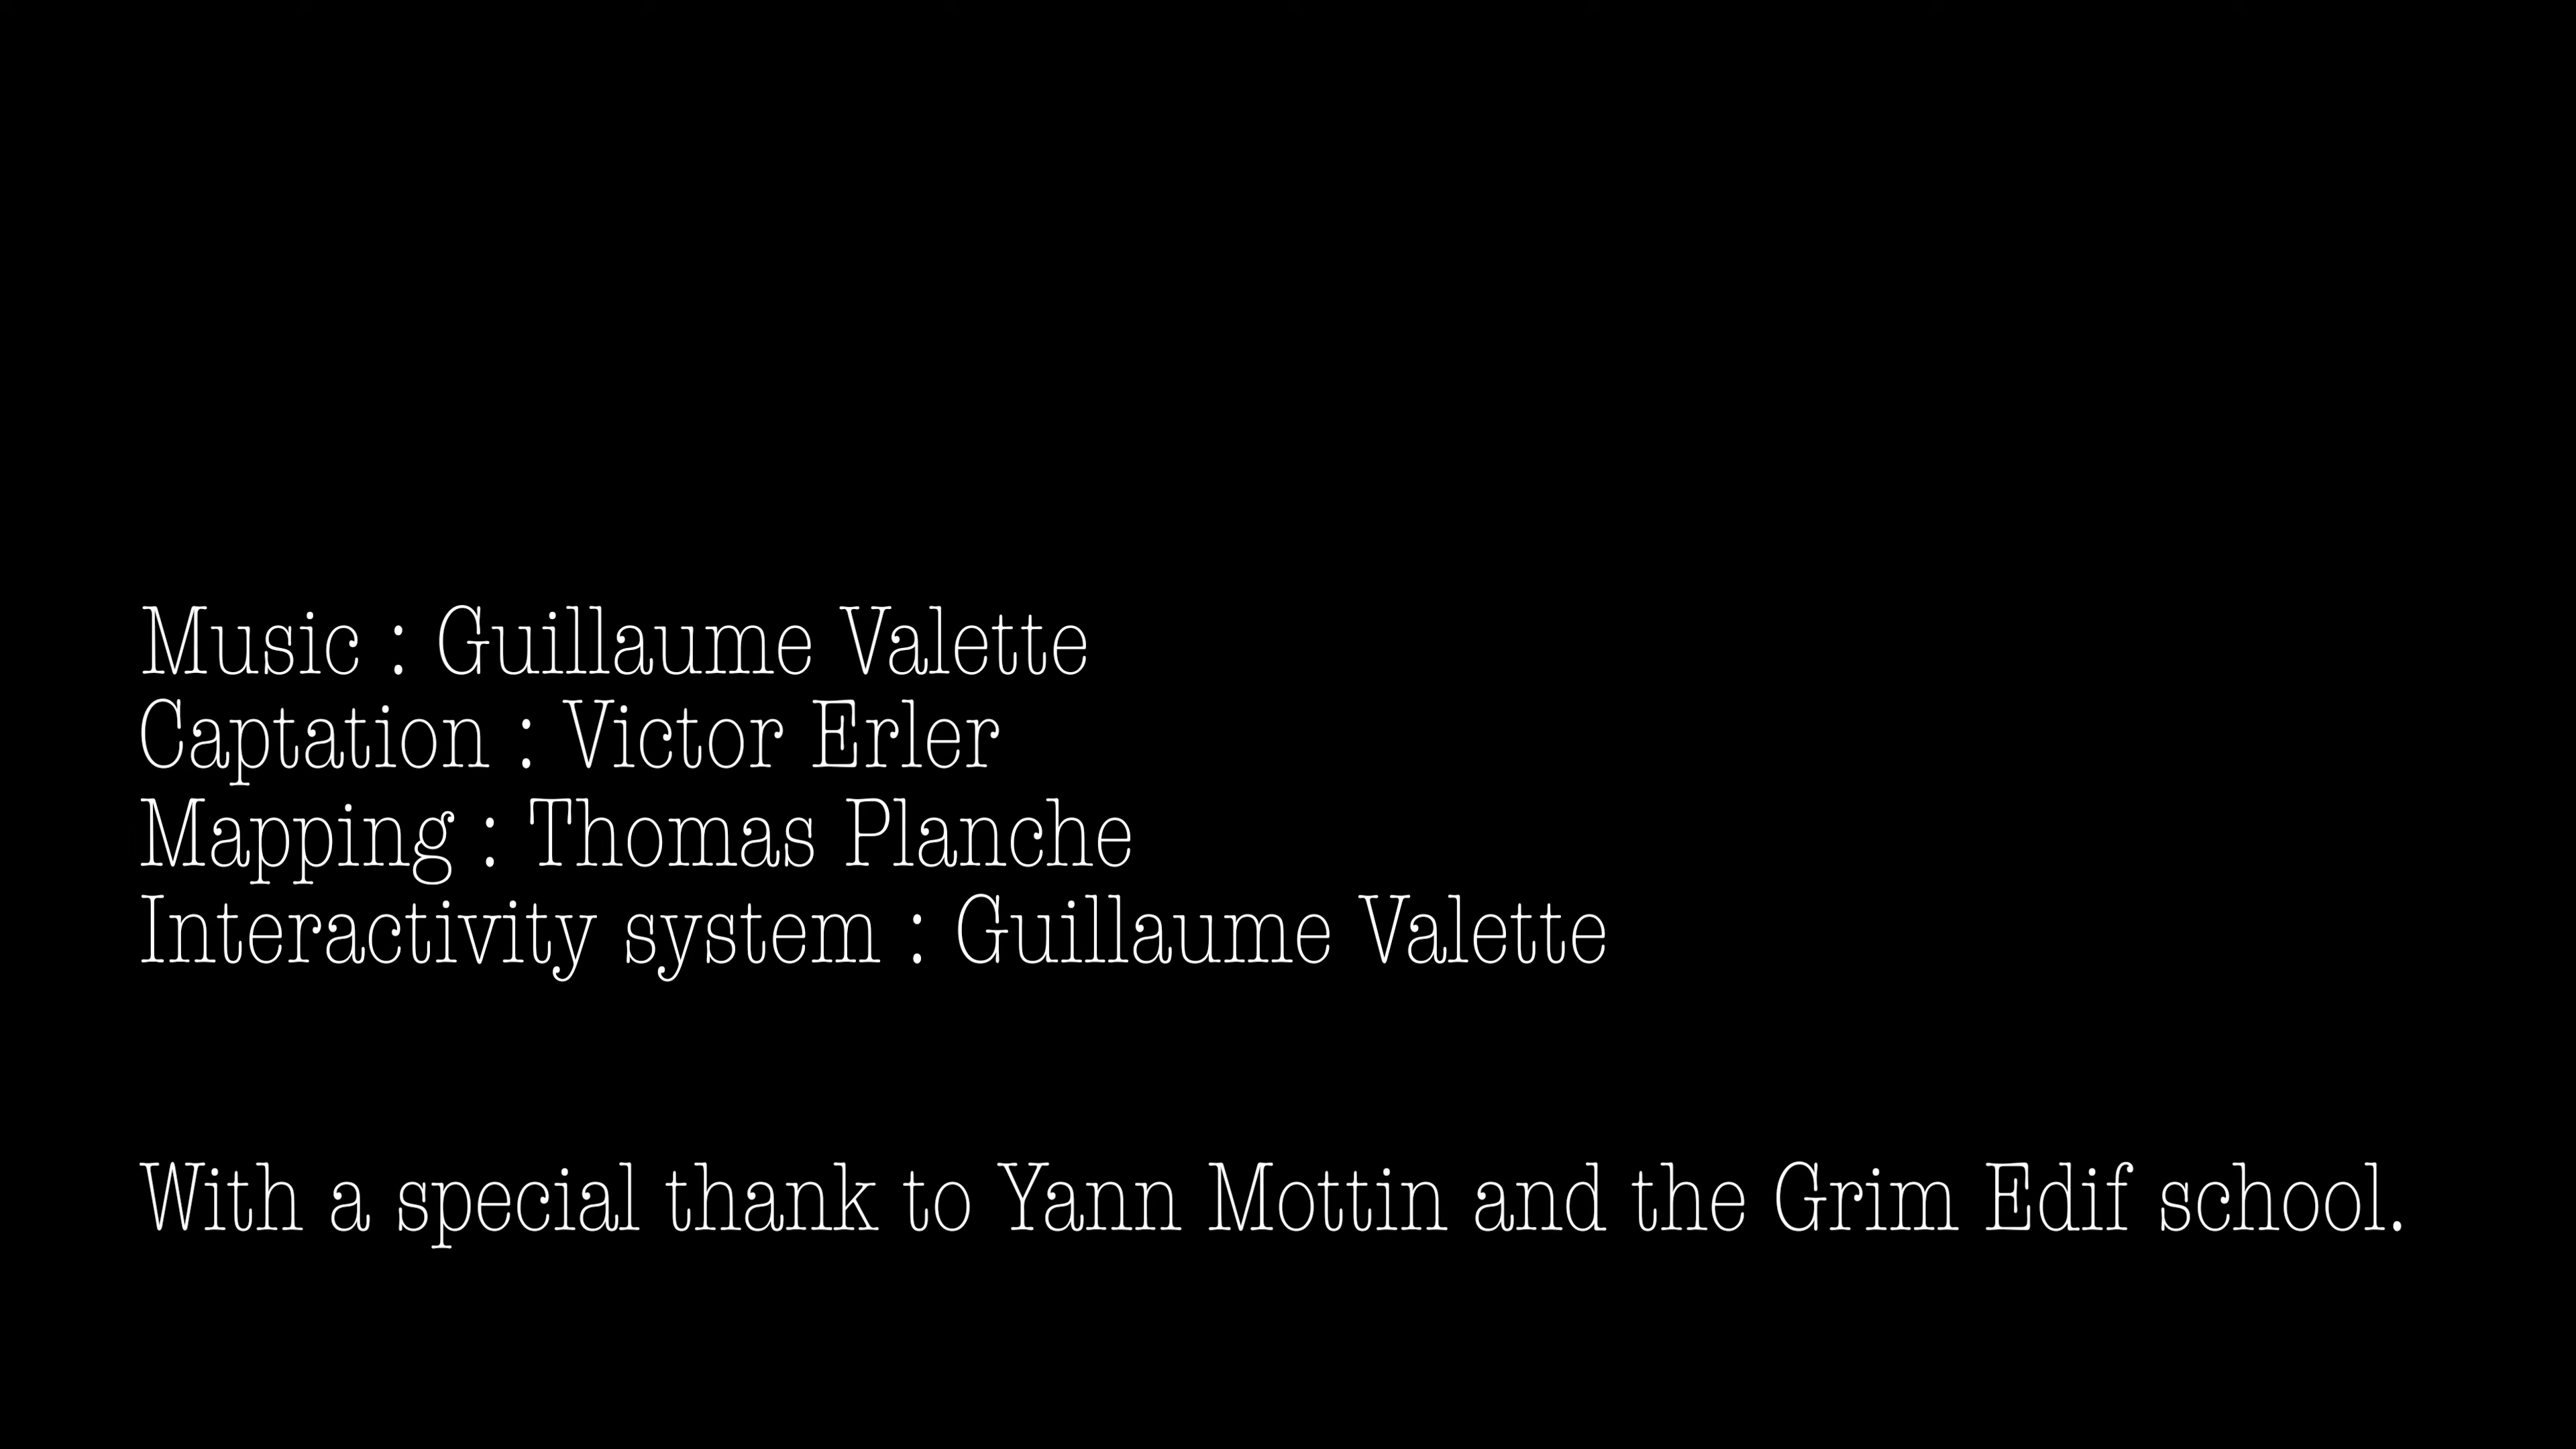 Music : Guillaume Valette
Captation : Victor Erler
Mapping : Thomas Planche
Interactivity system : Guillaume Valette
With a special thank to Yann Mottin and the Grim Edif school.